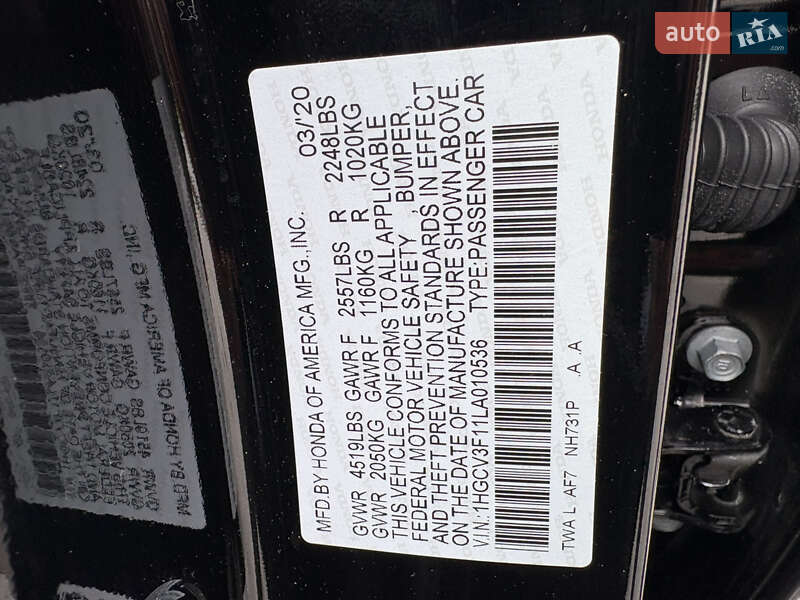 auto RIA
MFD.BY HONDA OF AMERICA MFG.,INC. 03/'20
GVWR 4519LBS GAWR F 2557LBS R 2248LBS
GVWR 2050KG GAWR F 1160KG R 1020KG
THIS VEHICLE CONFORMS TO ALL APPLICABLE
FEDERAL MOTOR VEHICLE SAFETY , BUMPER,
AND THEFT PREVENTION STANDARDS IN EFFECT
ON THE DATE OF MANUFACTURE SHOWN ABOVE.
V.I.N.:1HGCV3F11LA010536 TYPE:PASSENGER CAR
TWA L AF7 NH731P .A .A